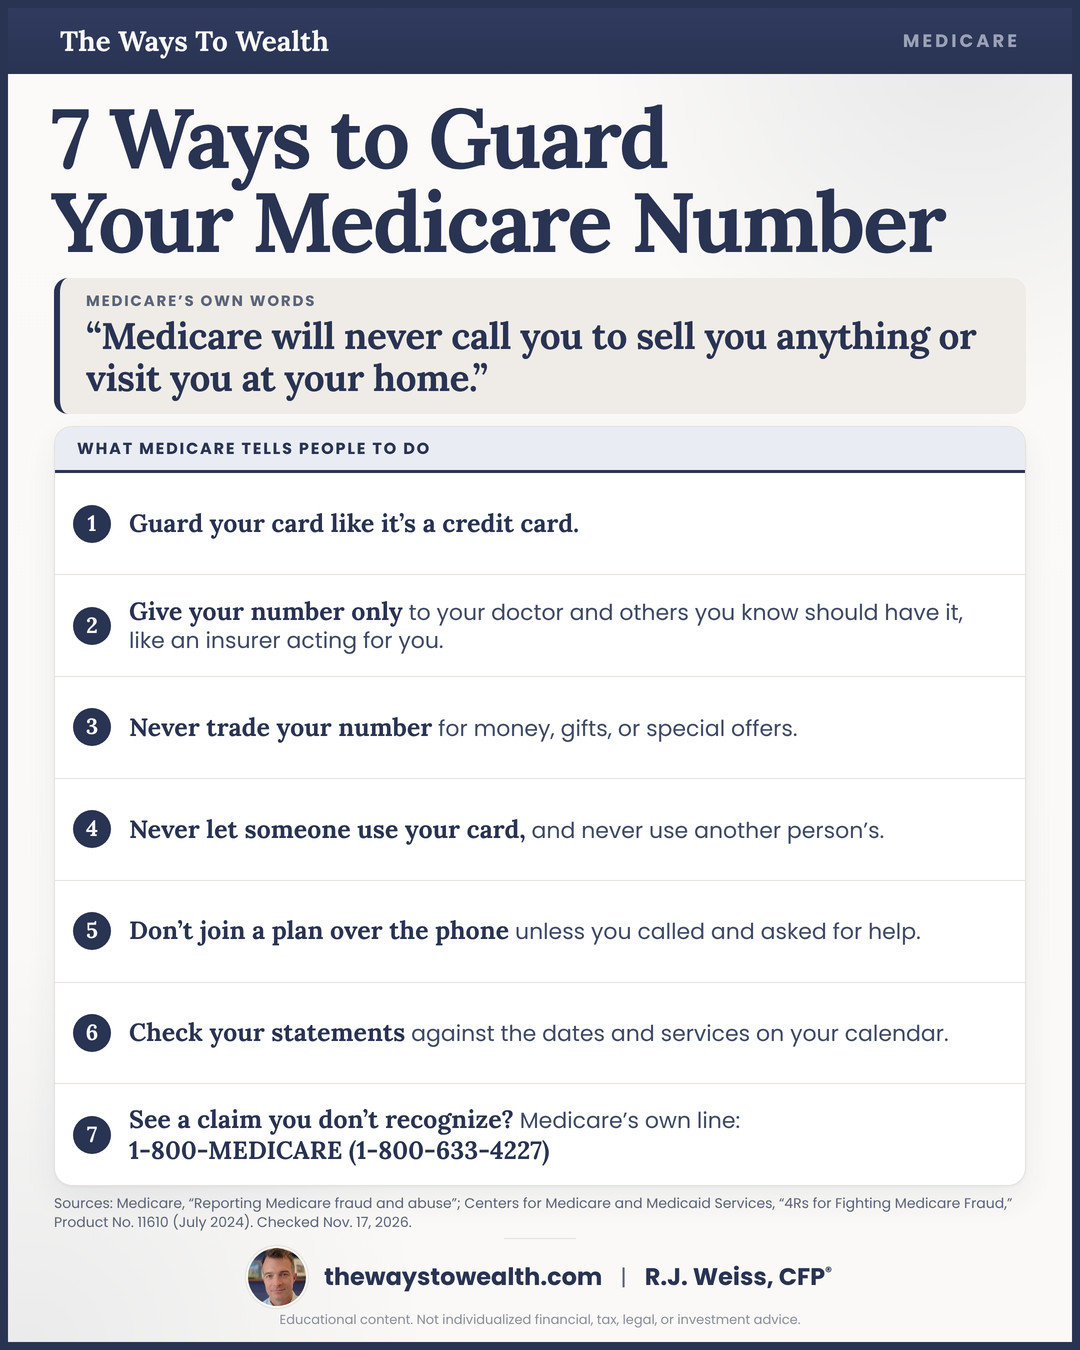 The Ways To Wealth
MEDICARE
7 Ways to Guard
Your Medicare Number
MEDICARE’S OWN WORDS
“Medicare will never call you to sell you anything or
visit you at your home.”
WHAT MEDICARE TELLS PEOPLE TO DO
1 Guard your card like it’s a credit card.
2 Give your number only to your doctor and others you know should have it,
like an insurer acting for you.
3 Never trade your number for money, gifts, or special offers.
4 Never let someone use your card, and never use another person’s.
5 Don’t join a plan over the phone unless you called and asked for help.
6 Check your statements against the dates and services on your calendar.
7 See a claim you don’t recognize? Medicare’s own line:
1-800-MEDICARE (1-800-633-4227)
Sources: Medicare, “Reporting Medicare fraud and abuse”; Centers for Medicare and Medicaid Services, “4Rs for Fighting Medicare Fraud,”
Product No. 11610 (July 2024). Checked Nov. 17, 2026.
thewaystowealth.com | R.J. Weiss, CFP®
Educational content. Not individualized financial, tax, legal, or investment advice.